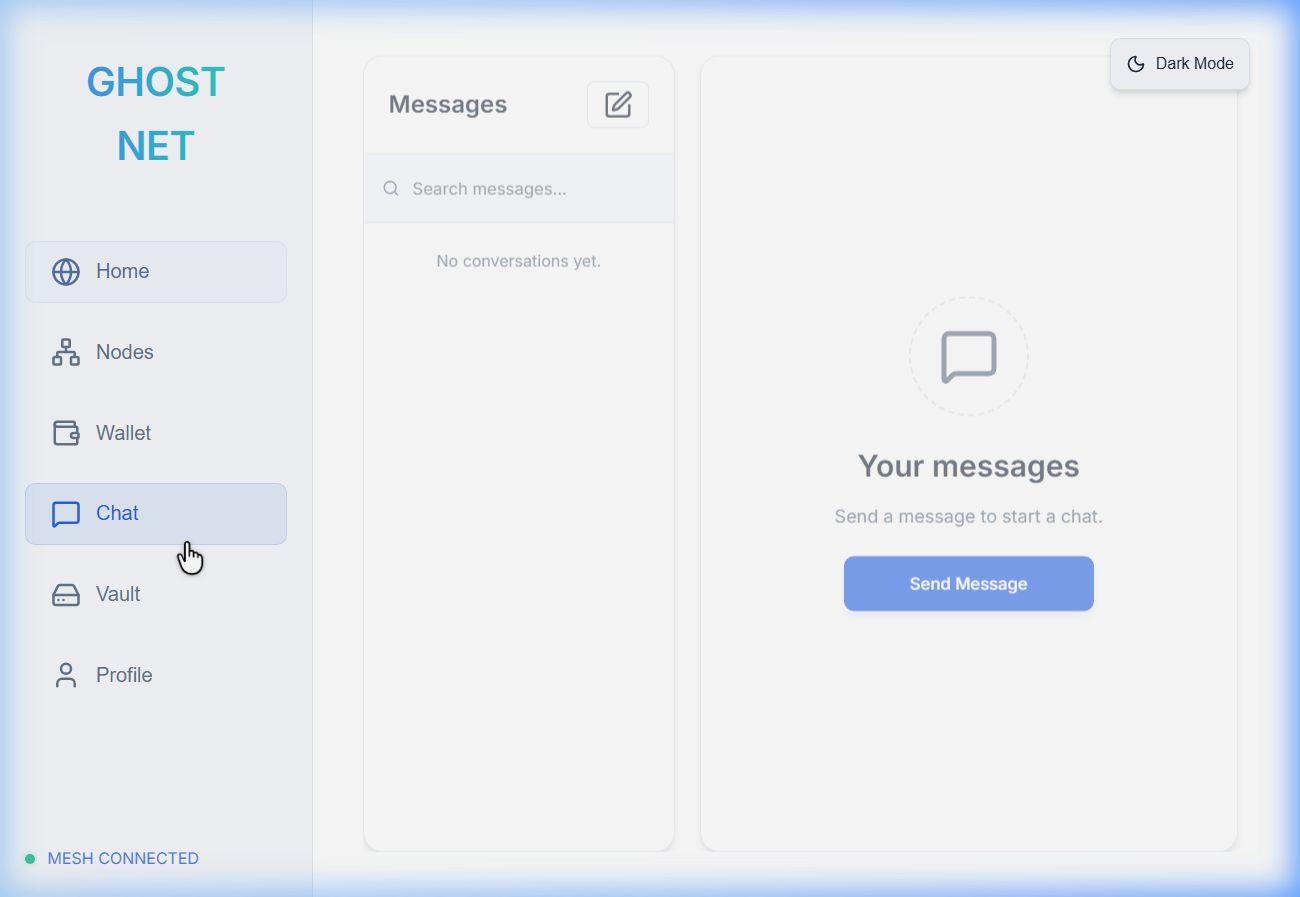 GHOST
NET
Home
Nodes
Wallet
Chat
Vault
Profile
MESH CONNECTED
Messages
Search messages...
No conversations yet.
Dark Mode
Your messages
Send a message to start a chat.
Send Message